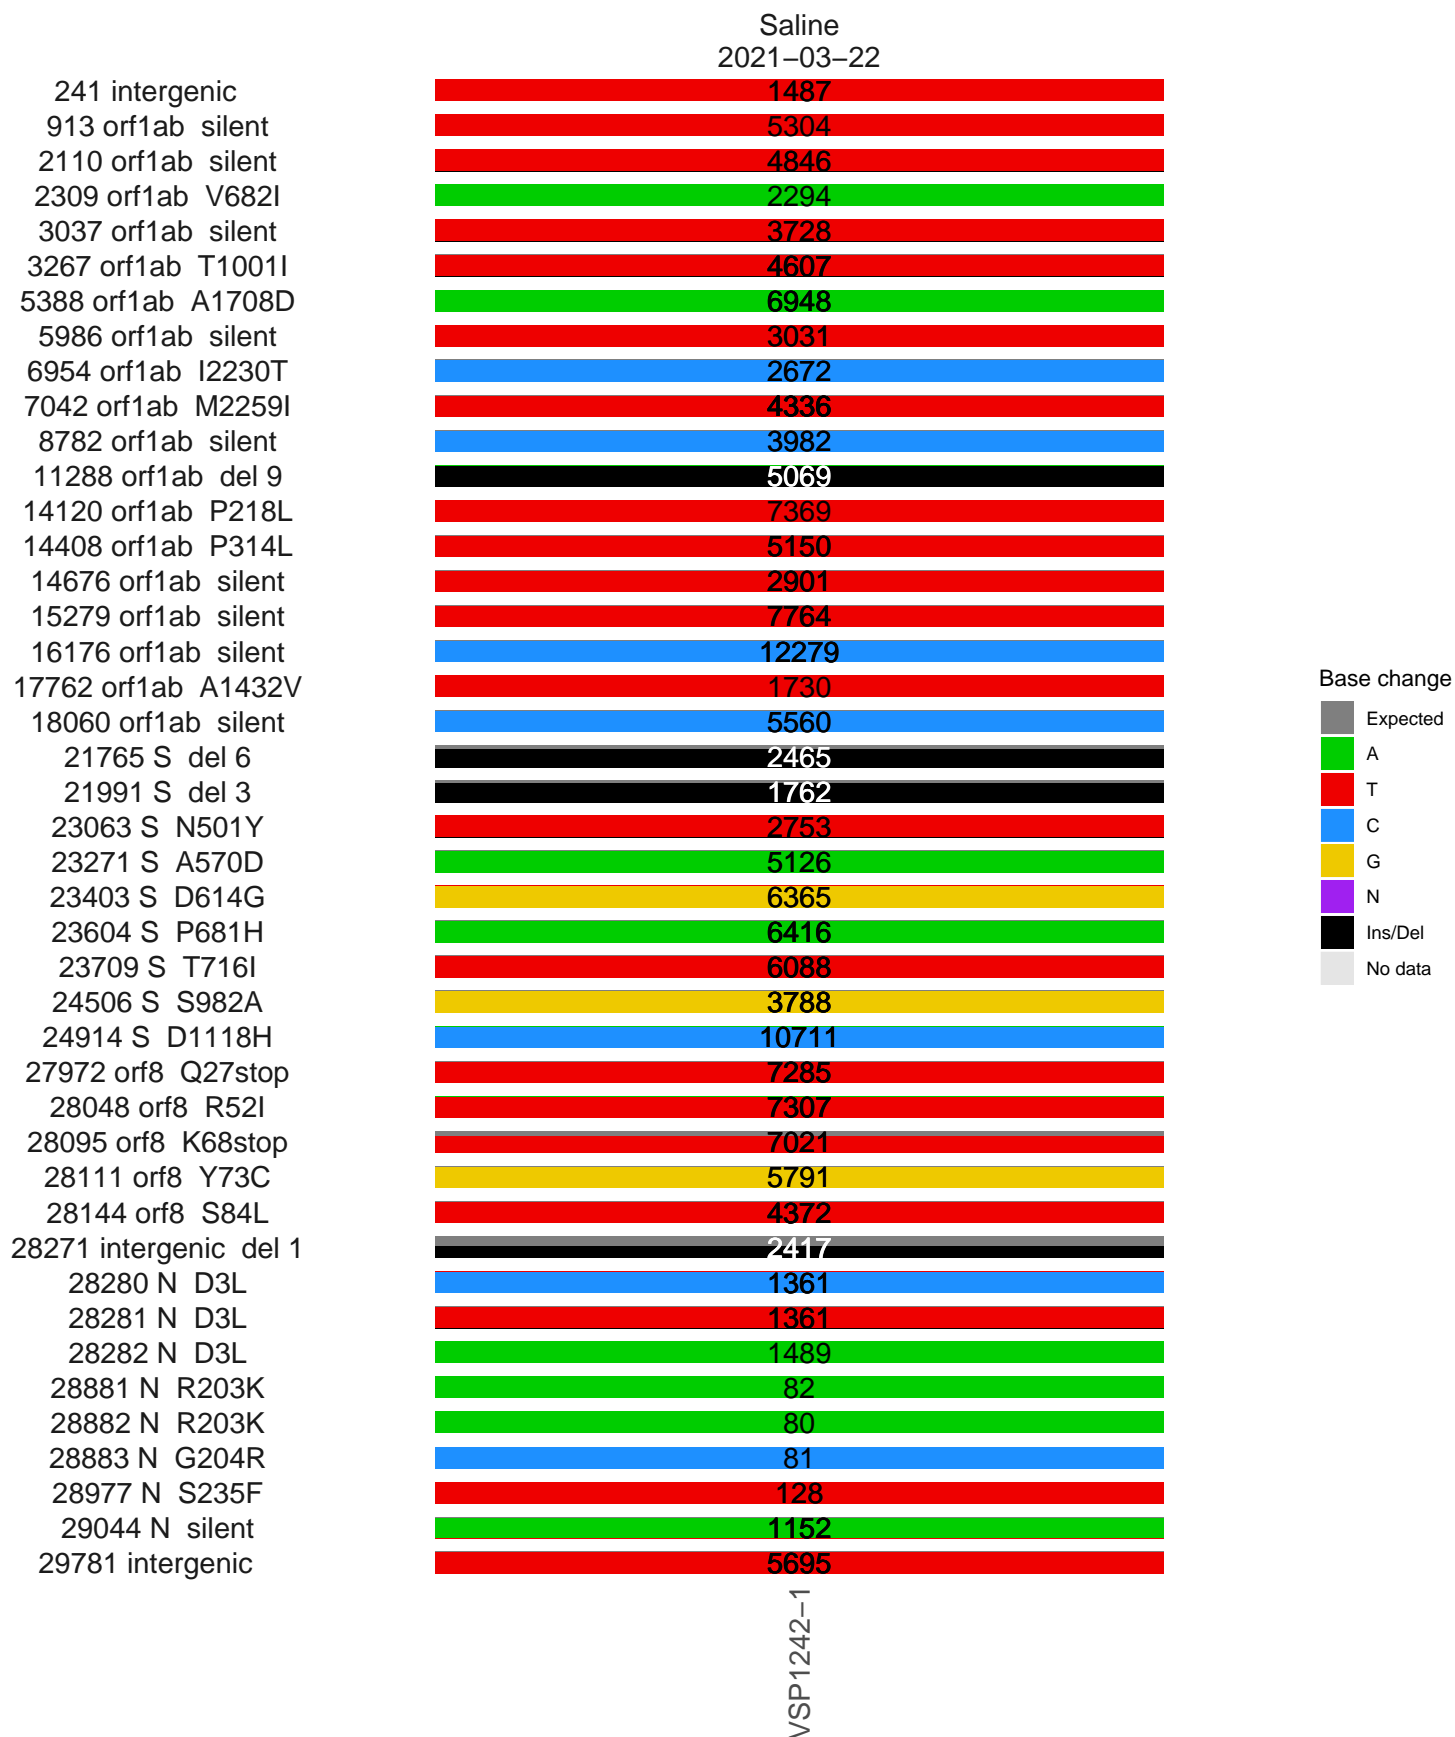 Saline
2021−03−22
241 intergenic 1487
913 orf1ab silent 5304
2110 orf1ab silent 4846
2309 orf1ab V682I 2294
3037 orf1ab silent 3728
3267 orf1ab T1001I 4607
5388 orf1ab A1708D 6948
5986 orf1ab silent 3031
6954 orf1ab I2230T 2672
7042 orf1ab M2259I 4336
8782 orf1ab silent 3982
11288 orf1ab del 9 5069
14120 orf1ab P218L 7369
14408 orf1ab P314L 5150
14676 orf1ab silent 2901
15279 orf1ab silent 7764
16176 orf1ab silent 12279
17762 orf1ab A1432V 1730
18060 orf1ab silent 5560
21765 S del 6 2465
21991 S del 3 1762
23063 S N501Y 2753
23271 S A570D 5126
23403 S D614G 6365
23604 S P681H 6416
23709 S T716I 6088
24506 S S982A 3788
24914 S D1118H 10711
27972 orf8 Q27stop 7285
28048 orf8 R52I 7307
28095 orf8 K68stop 7021
28111 orf8 Y73C 5791
28144 orf8 S84L 4372
28271 intergenic del 1 2417
28280 N D3L 1361
28281 N D3L 1361
28282 N D3L 1489
28881 N R203K 82
28882 N R203K 80
28883 N G204R 81
28977 N S235F 128
29044 N silent 1152
29781 intergenic 5695
VSP1242−1
Base change
Expected
A
T
C
G
N
Ins/Del
No data